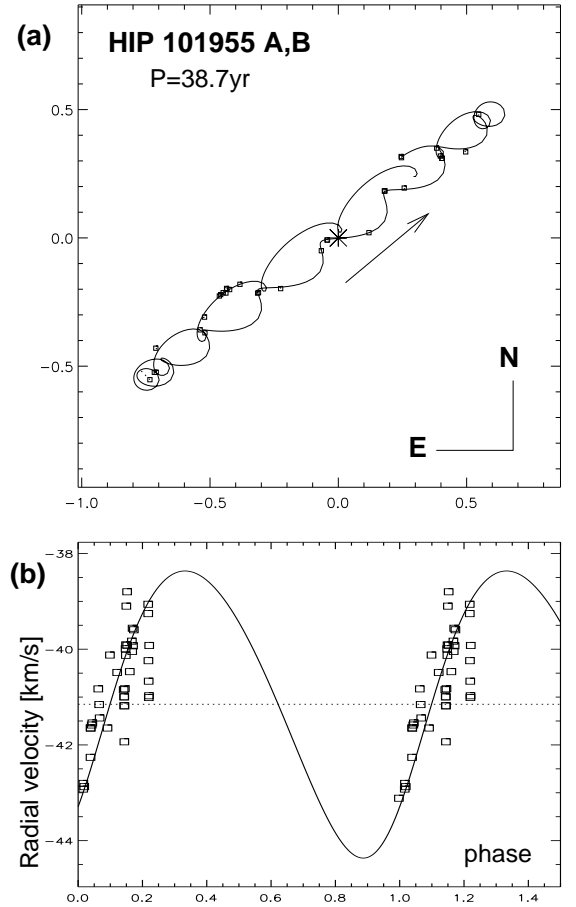 (a)
HIP 101955 A,B
P=38.7yr
0.5
0.0
−0.5
N
E
−1.0 −0.5 0.0 0.5
(b)
−38
−40
−42
−44
Radial velocity [km/s]
phase
0.0 0.2 0.4 0.6 0.8 1.0 1.2 1.4